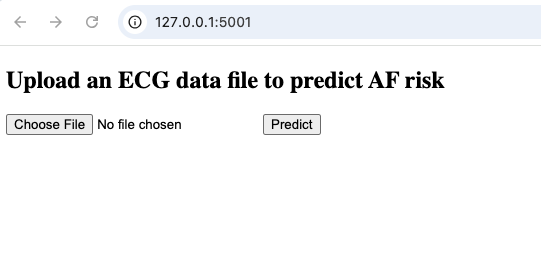 127.0.0.1:5001
Upload an ECG data file to predict AF risk
Choose File No file chosen Predict